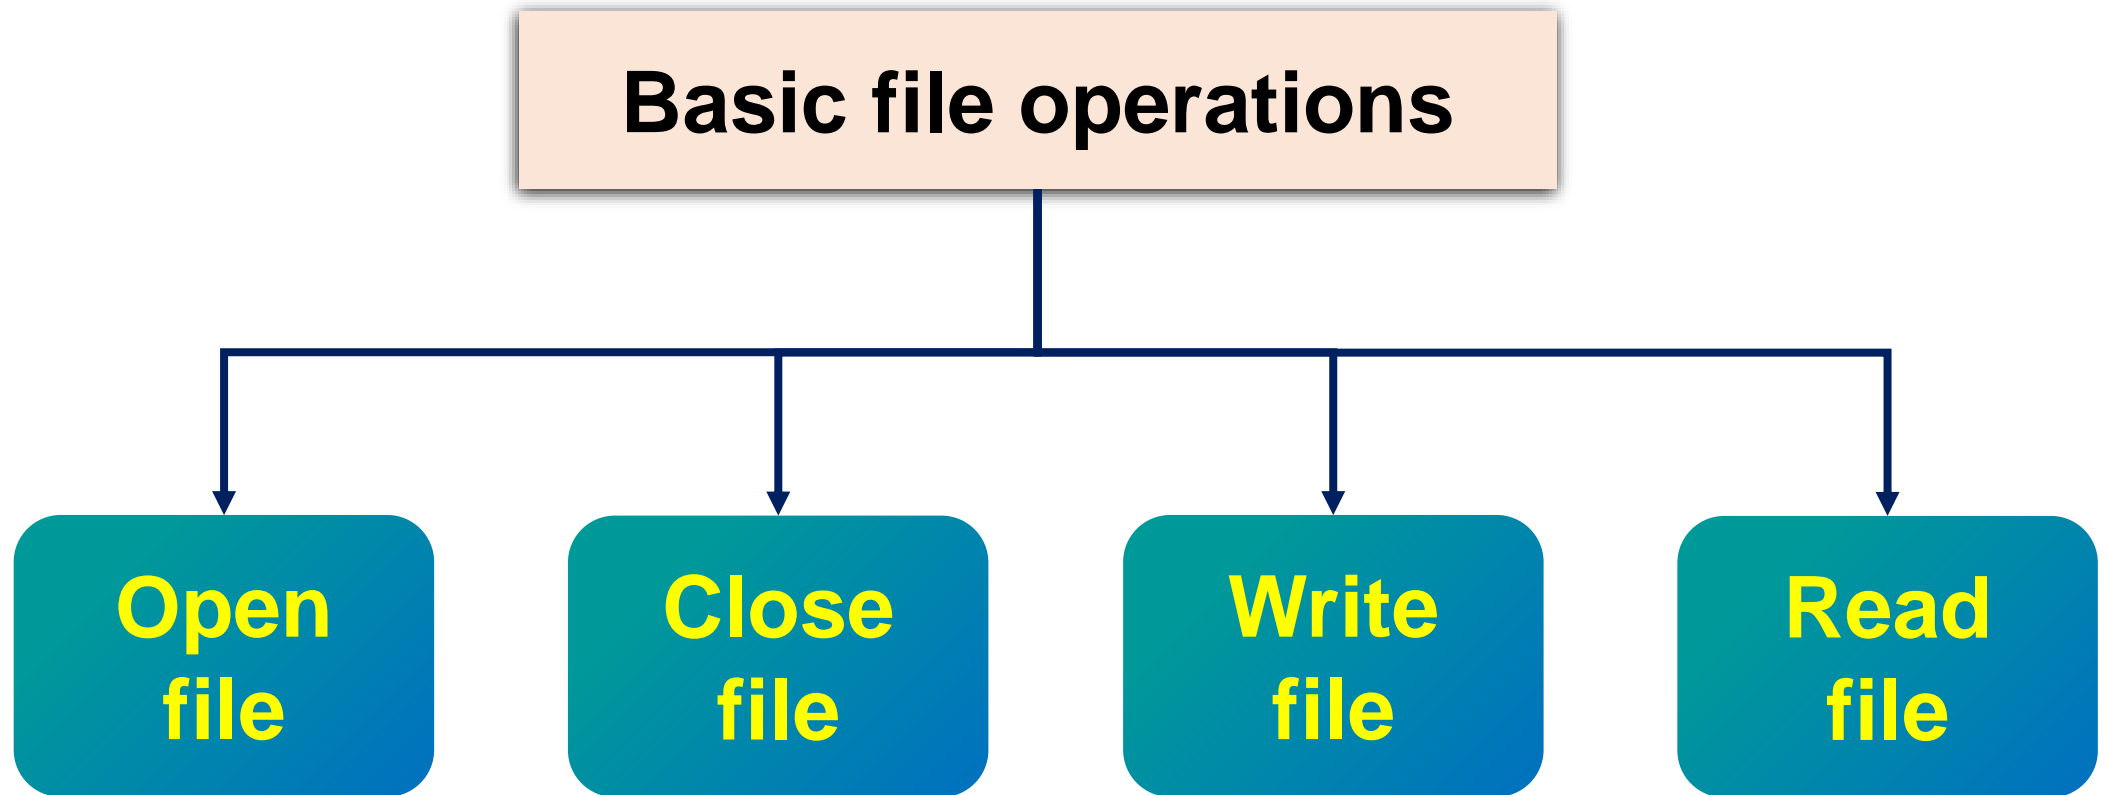 Basic file operations
Open
file
Close
file
Write
file
Read
file